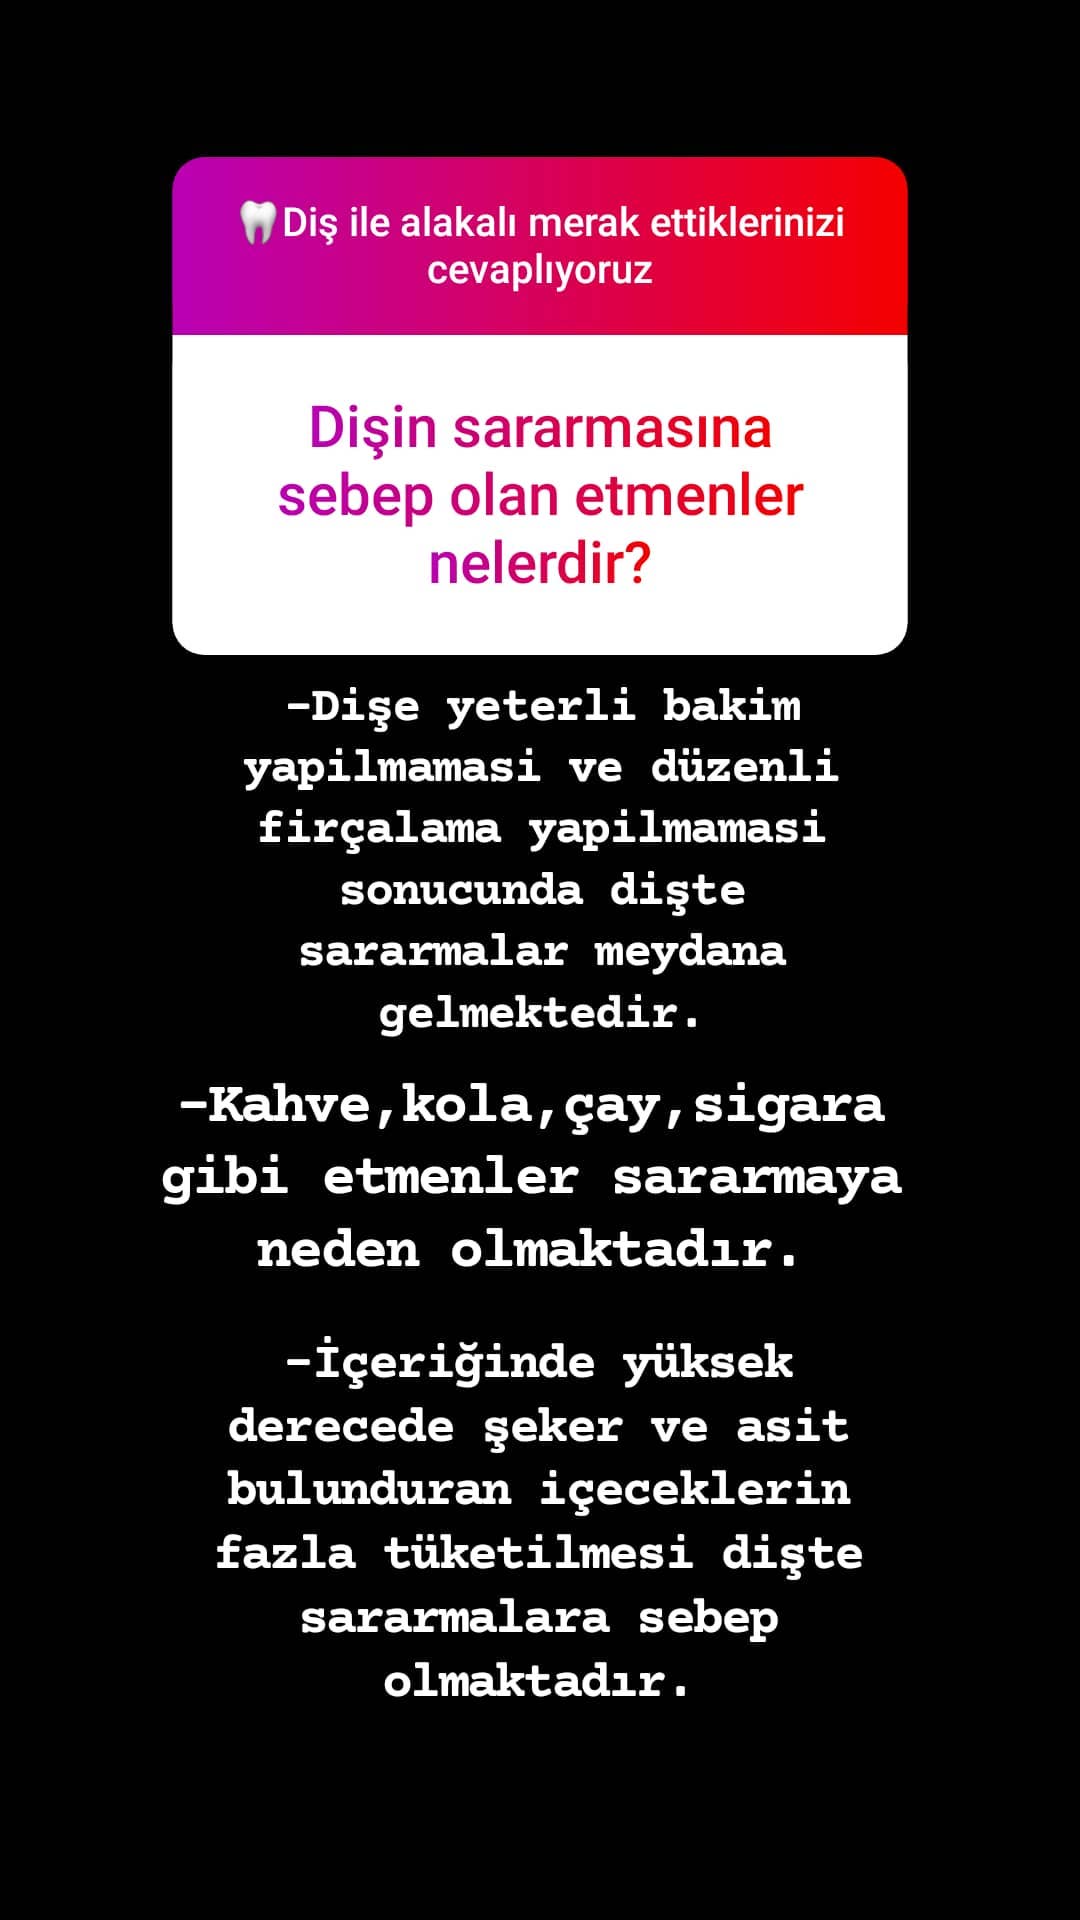 🦷Diş ile alakalı merak ettiklerinizi
cevaplıyoruz
Dişin sararmasına
sebep olan etmenler
nelerdir?
-Dişe yeterli bakim
yapilmamasi ve düzenli
firçalama yapilmamasi
sonucunda dişte
sararmalar meydana
gelmektedir.
-Kahve,kola,çay,sigara
gibi etmenler sararmaya
neden olmaktadır.
-İçeriğinde yüksek
derecede şeker ve asit
bulunduran içeceklerin
fazla tüketilmesi dişte
sararmalara sebep
olmaktadır.